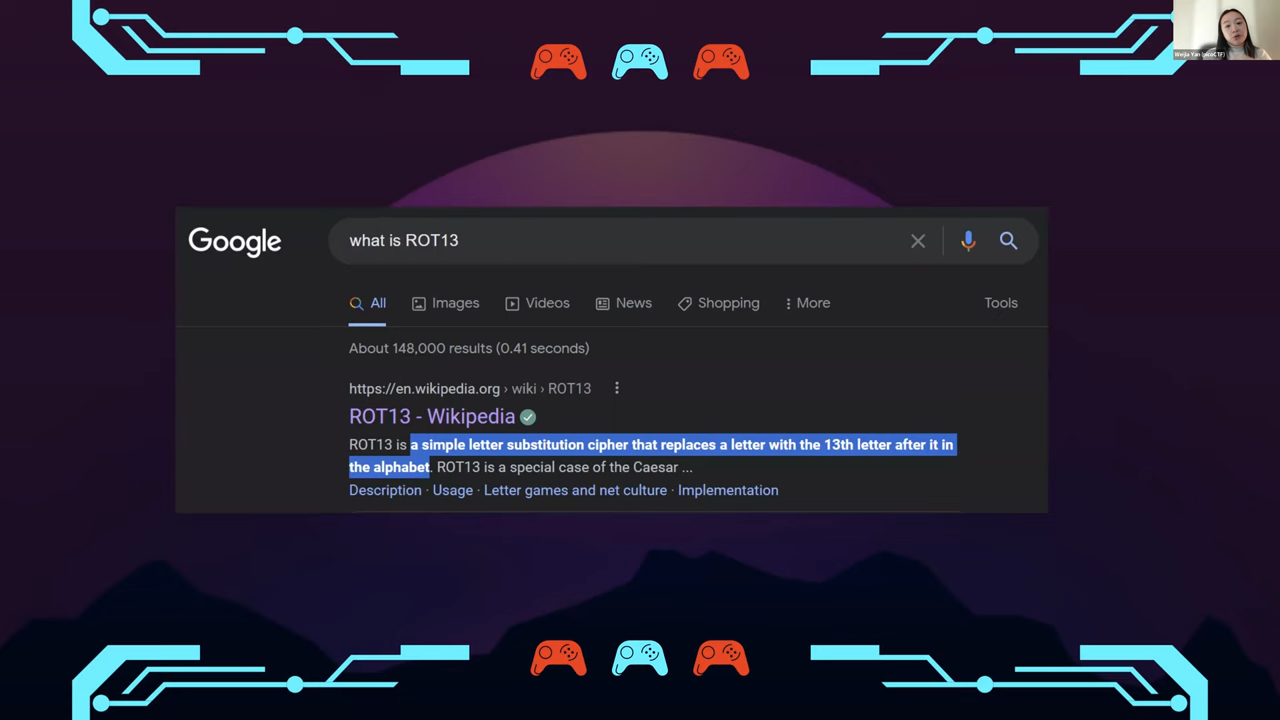 Weijia Yan (picoCTF)
Google
what is ROT13
All
Images
Videos
News
Shopping
More
Tools
About 148,000 results (0.41 seconds)
https://en.wikipedia.org › wiki › ROT13
ROT13 - Wikipedia
ROT13 is a simple letter substitution cipher that replaces a letter with the 13th letter after it in
the alphabet. ROT13 is a special case of the Caesar ...
Description · Usage · Letter games and net culture · Implementation